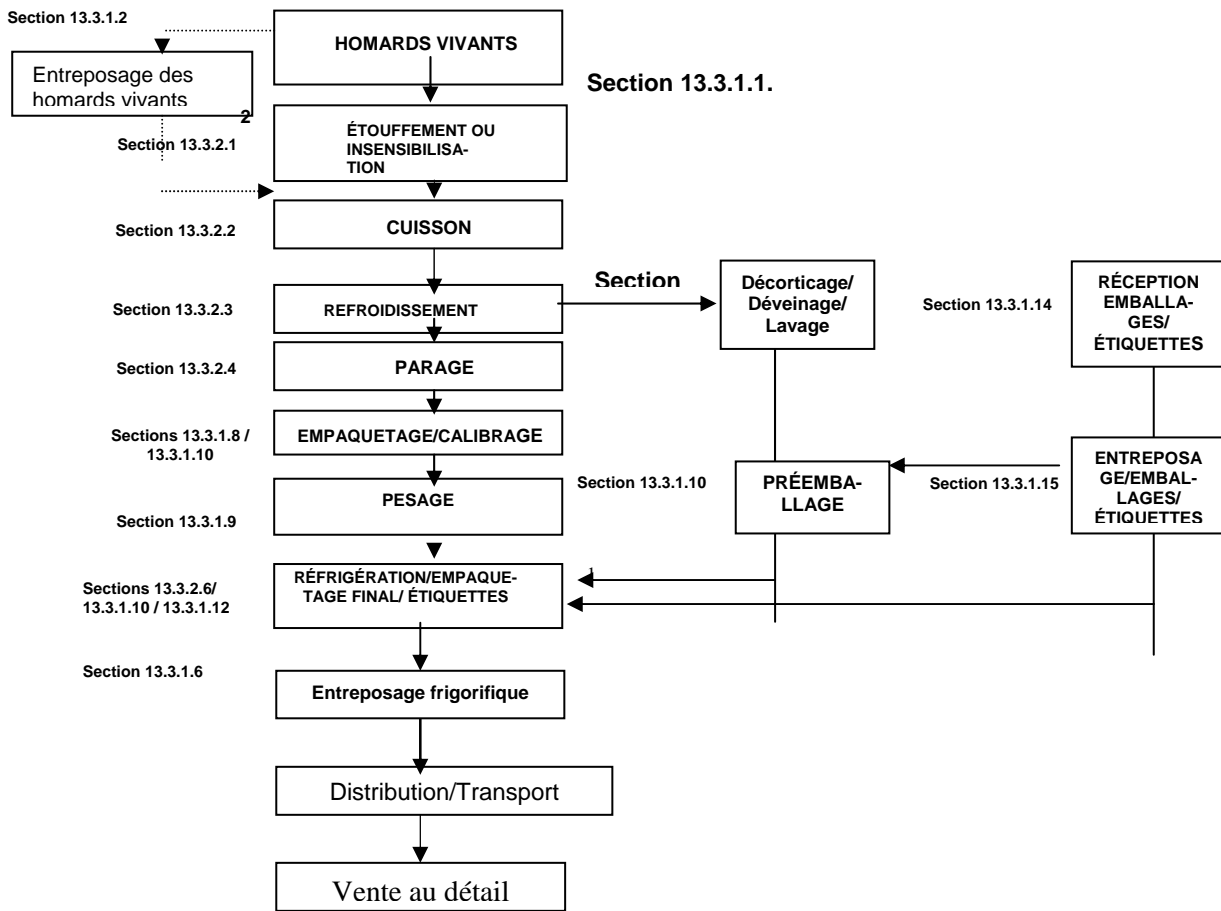 Section 13.3.1.2
HOMARDS VIVANTS
Entreposage des
homards vivants
2
Section 13.3.1.1.
Section 13.3.2.1
ÉTOUFFEMENT OU
INSENSIBILISA-
TION
Section 13.3.2.2
CUISSON
Section 13.3.2.3
REFROIDISSEMENT
Section
Décorticage/
Déveinage/
Lavage
Section 13.3.1.14
RÉCEPTION
EMBALLA-
GES/
ÉTIQUETTES
Section 13.3.2.4
PARAGE
Sections 13.3.1.8 /
13.3.1.10
EMPAQUETAGE/CALIBRAGE
Section 13.3.1.9
PESAGE
Section 13.3.1.10
PRÉEMBA-
LLAGE
Section 13.3.1.15
ENTREPOSA
GE/EMBAL-
LAGES/
ÉTIQUETTES
Sections 13.3.2.6/
13.3.1.10 / 13.3.1.12
RÉFRIGÉRATION/EMPAQUE-
TAGE FINAL/ ÉTIQUETTES
1
Section 13.3.1.6
Entreposage frigorifique
Distribution/Transport
Vente au détail